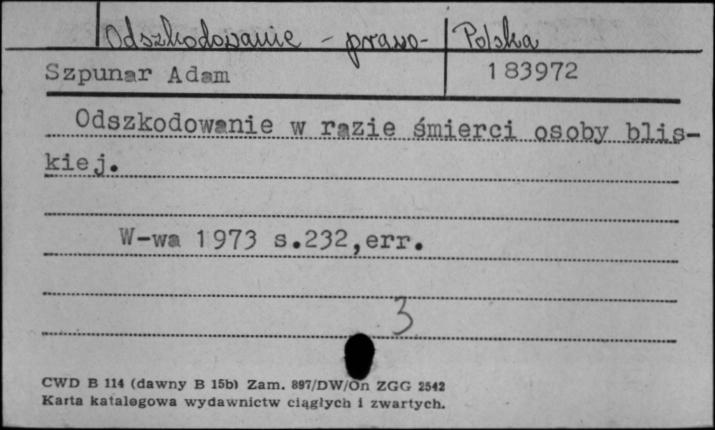 Odszkodowanie - prawo- Polska
Szpunar Adam 183972
Odszkodowanie w razie śmierci osoby blis-
kiej.
W-wa 1973 s.232,err.
3
CWD B 114 (dawny B 15b) Zam. 897/DW/On ZGG 2542
Karta katalogowa wydawnictw ciągłych i zwartych.